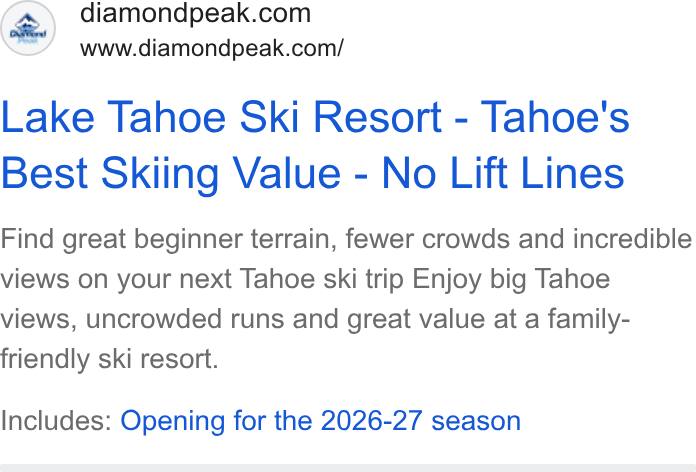 diamondpeak.com
www.diamondpeak.com/
Diamond
Peak
Lake Tahoe Ski Resort - Tahoe's
Best Skiing Value - No Lift Lines
Find great beginner terrain, fewer crowds and incredible
views on your next Tahoe ski trip Enjoy big Tahoe
views, uncrowded runs and great value at a family-
friendly ski resort.
Includes: Opening for the 2026-27 season